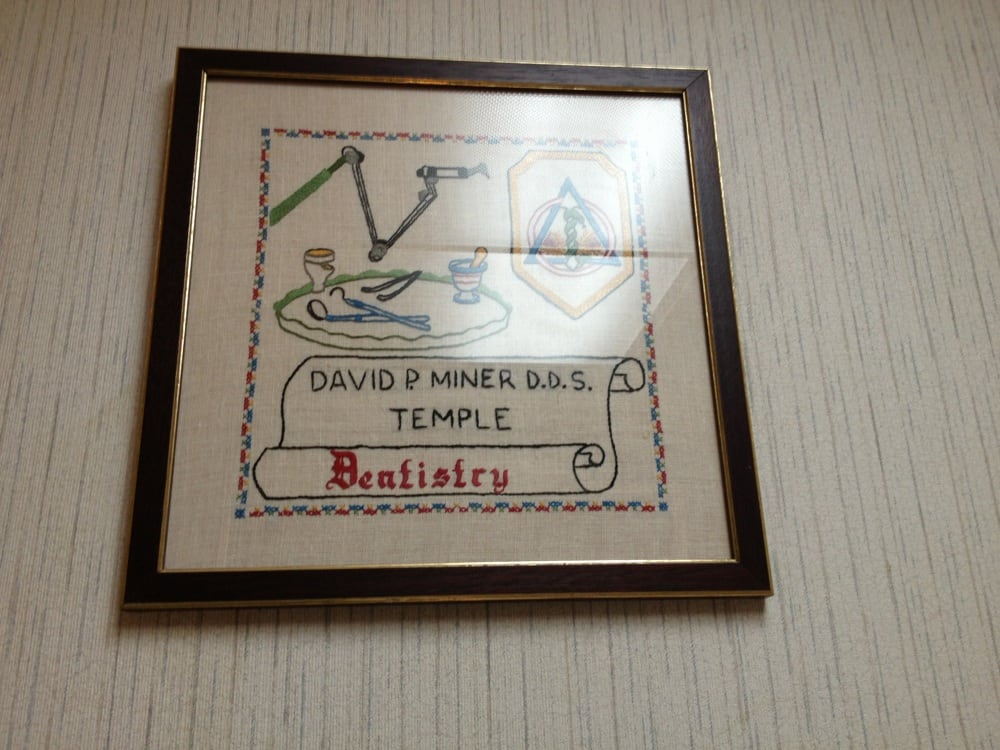 DAVID P. MINER D.D.S.
TEMPLE
Dentistry